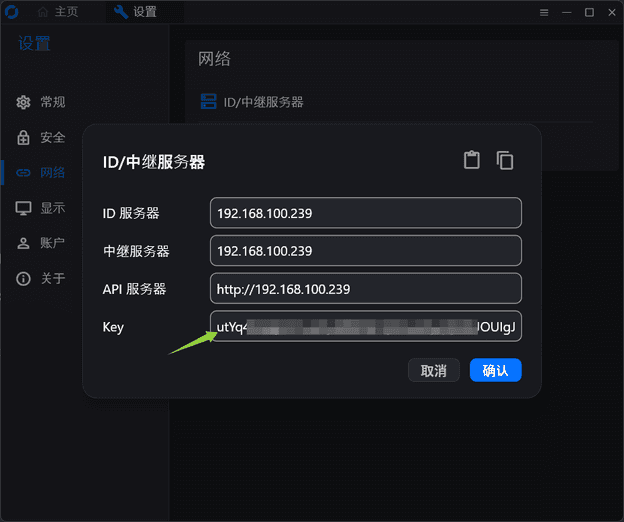 主页
设置
设置
网络
ID/中继服务器
常规
安全
网络
显示
账户
关于
ID/中继服务器
ID 服务器
192.168.100.239
中继服务器
192.168.100.239
API 服务器
http://192.168.100.239
Key
utYq4
JOUIgJ
取消
确认